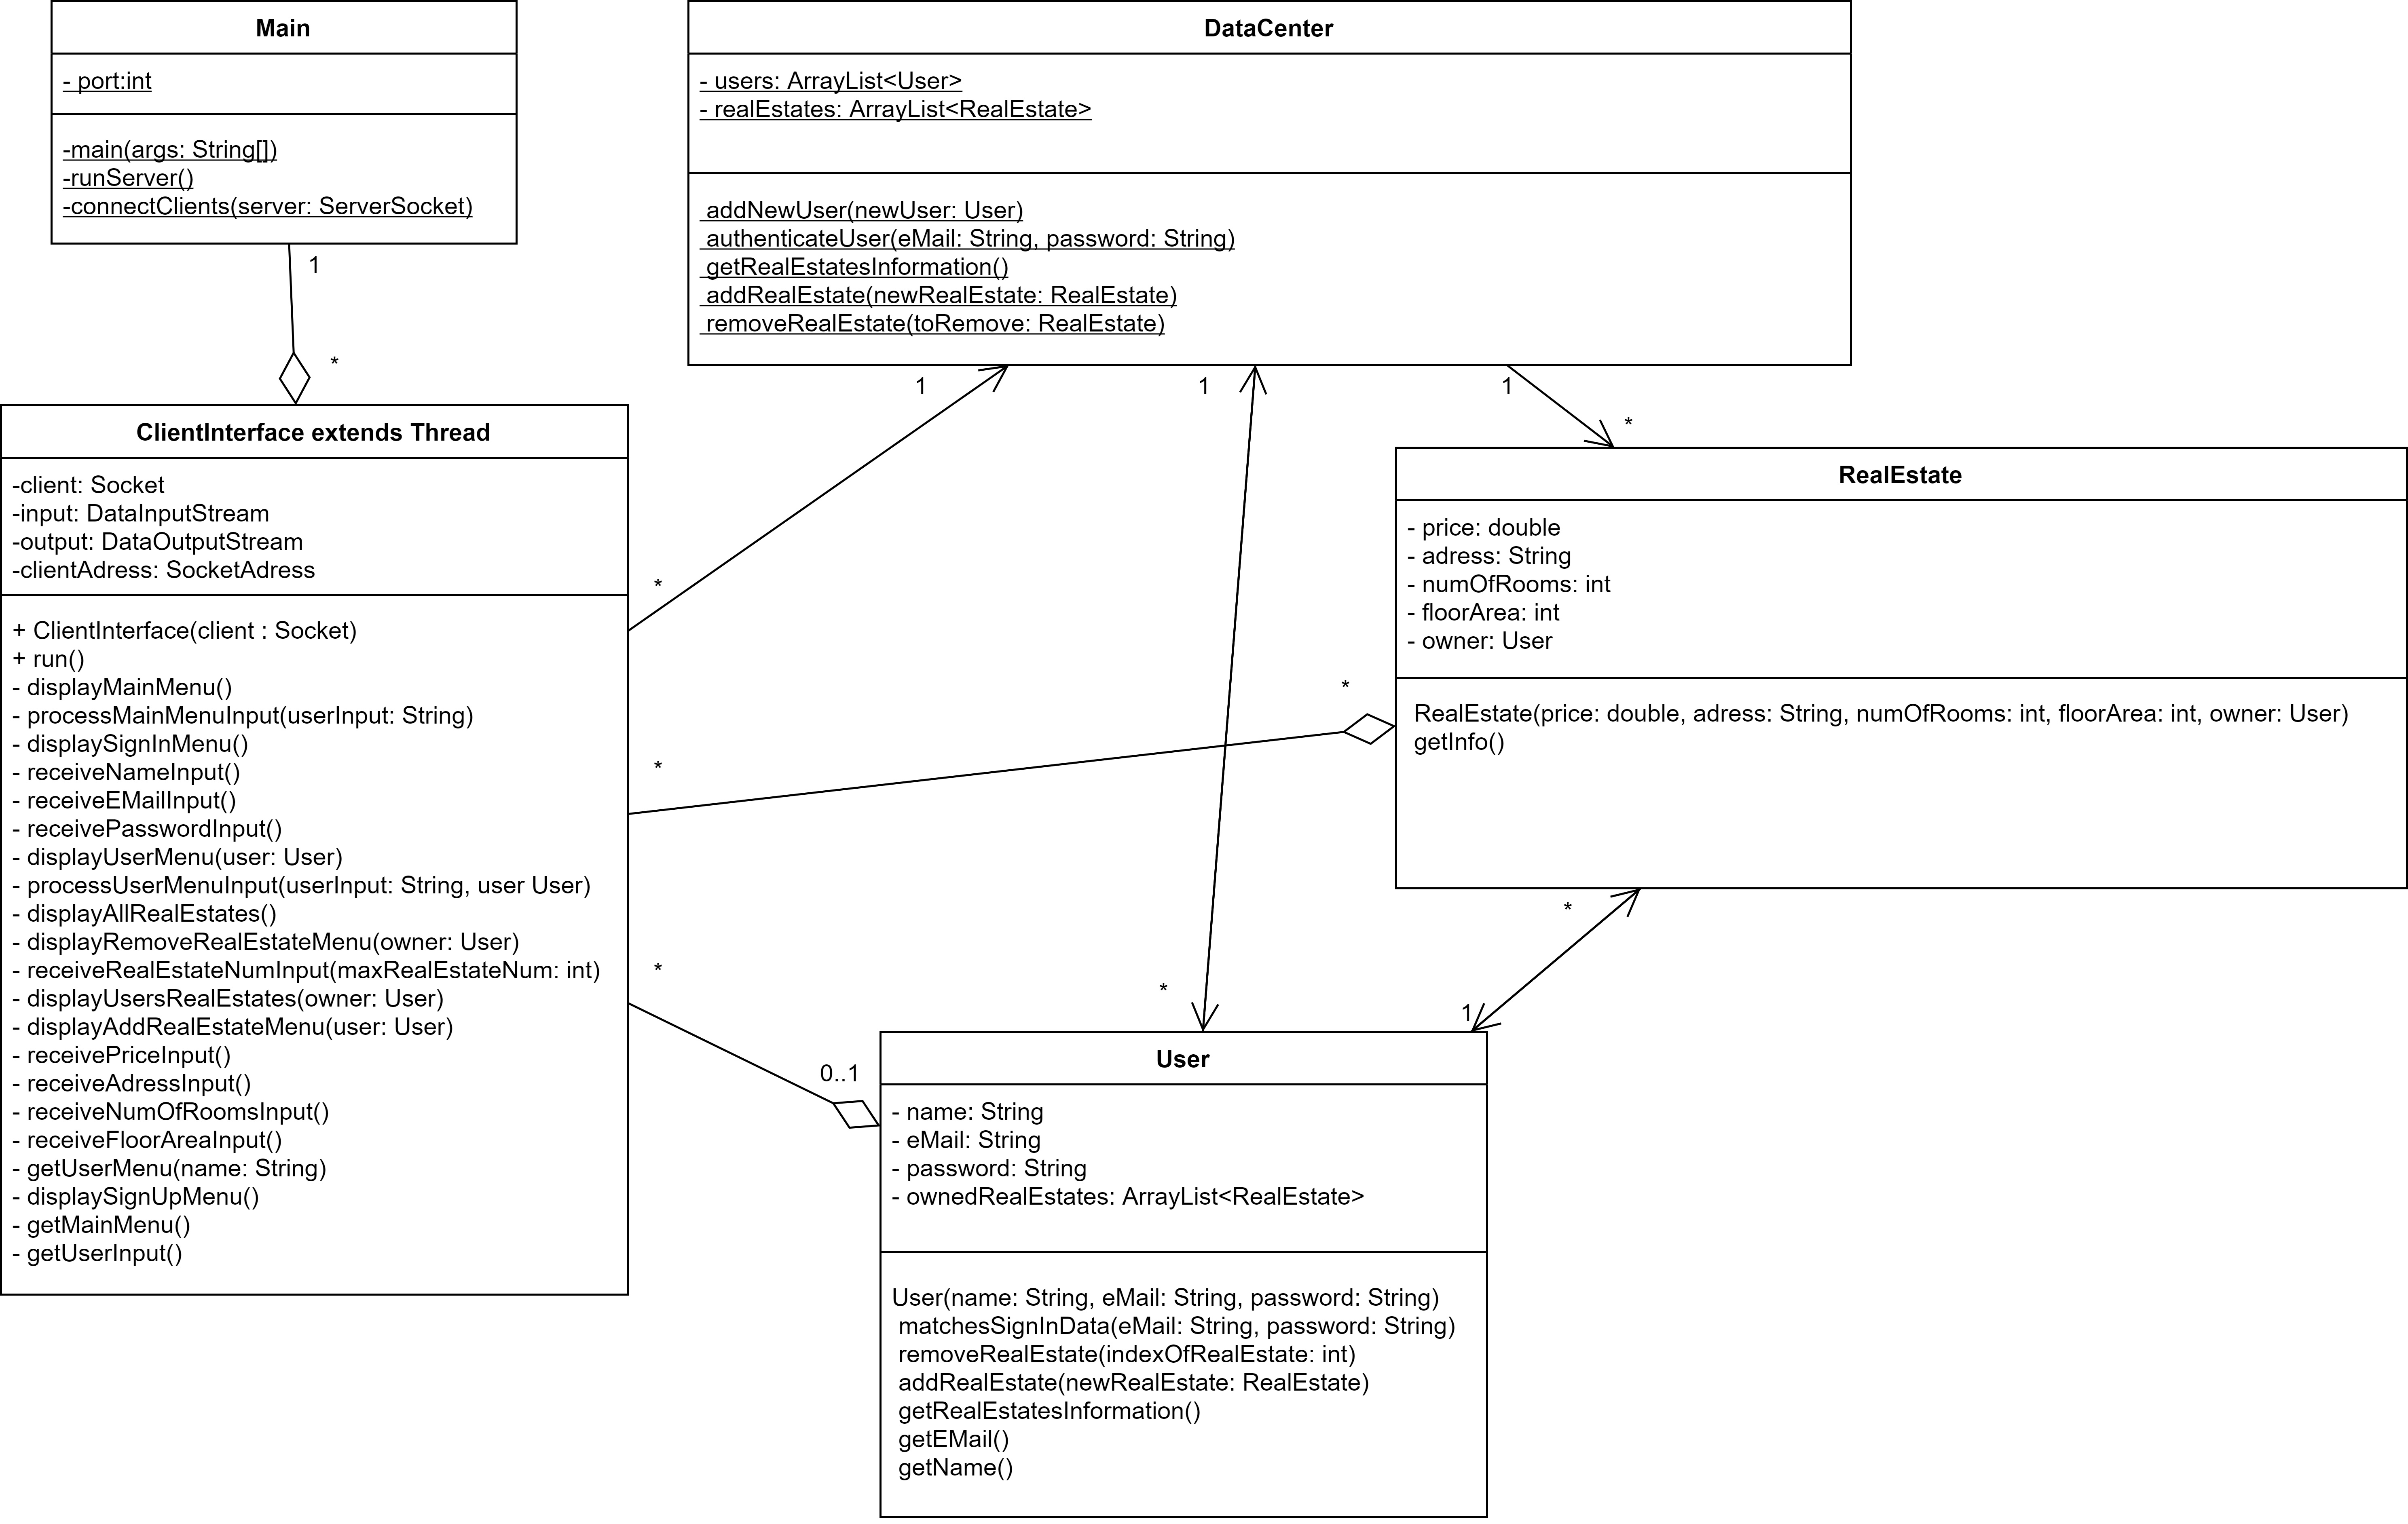 Main
- port:int
-main(args: String[])
-runServer()
-connectClients(server: ServerSocket)
1
*
DataCenter
- users: ArrayList<User>
- realEstates: ArrayList<RealEstate>
addNewUser(newUser: User)
authenticateUser(eMail: String, password: String)
getRealEstatesInformation()
addRealEstate(newRealEstate: RealEstate)
removeRealEstate(toRemove: RealEstate)
1
1
1
*
ClientInterface extends Thread
-client: Socket
-input: DataInputStream
-output: DataOutputStream
-clientAdress: SocketAdress
+ ClientInterface(client : Socket)
+ run()
- displayMainMenu()
- processMainMenuInput(userInput: String)
- displaySignInMenu()
- receiveNameInput()
- receiveEMailInput()
- receivePasswordInput()
- displayUserMenu(user: User)
- processUserMenuInput(userInput: String, user User)
- displayAllRealEstates()
- displayRemoveRealEstateMenu(owner: User)
- receiveRealEstateNumInput(maxRealEstateNum: int)
- displayUsersRealEstates(owner: User)
- displayAddRealEstateMenu(user: User)
- receivePriceInput()
- receiveAdressInput()
- receiveNumOfRoomsInput()
- receiveFloorAreaInput()
- getUserMenu(name: String)
- displaySignUpMenu()
- getMainMenu()
- getUserInput()
*
*
*
RealEstate
- price: double
- adress: String
- numOfRooms: int
- floorArea: int
- owner: User
RealEstate(price: double, adress: String, numOfRooms: int, floorArea: int, owner: User)
getInfo()
*
*
*
1
0..1
User
- name: String
- eMail: String
- password: String
- ownedRealEstates: ArrayList<RealEstate>
User(name: String, eMail: String, password: String)
matchesSignInData(eMail: String, password: String)
removeRealEstate(indexOfRealEstate: int)
addRealEstate(newRealEstate: RealEstate)
getRealEstatesInformation()
getEMail()
getName()